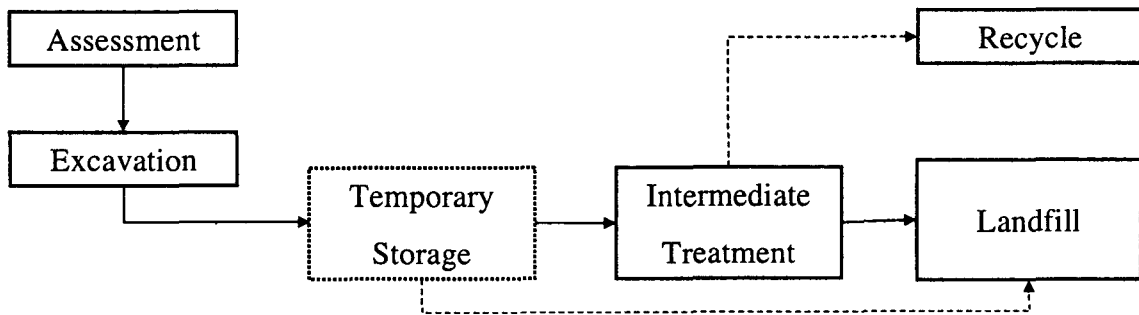 Assessment
Recycle
Excavation
Temporary
Storage
Intermediate
Treatment
Landfill